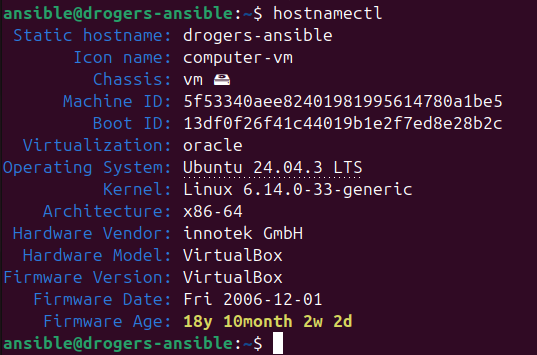 ansible@drogers-ansible:~$ hostnamectl
Static hostname: drogers-ansible
Icon name: computer-vm
Chassis: vm 🖴
Machine ID: 5f53340aee82401981995614780a1be5
Boot ID: 13df0f26f41c44019b1e2f7ed8e28b2c
Virtualization: oracle
Operating System: Ubuntu 24.04.3 LTS
Kernel: Linux 6.14.0-33-generic
Architecture: x86-64
Hardware Vendor: innotek GmbH
Hardware Model: VirtualBox
Firmware Version: VirtualBox
Firmware Date: Fri 2006-12-01
Firmware Age: 18y 10month 2w 2d
ansible@drogers-ansible:~$